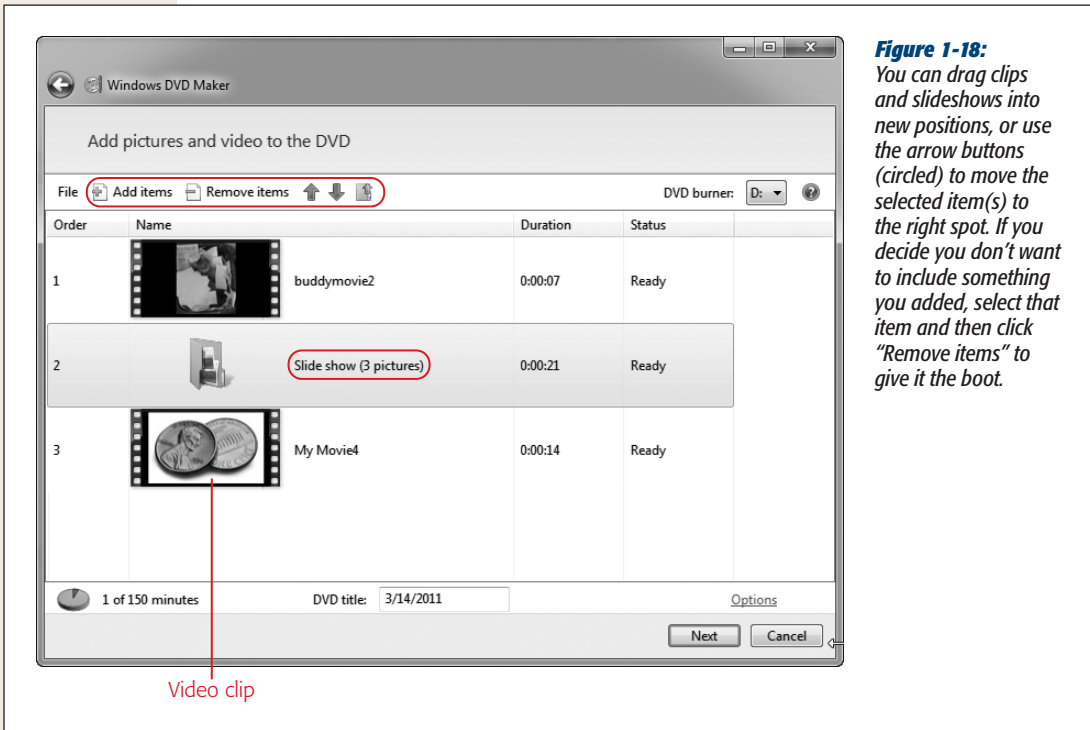 Windows DVD Maker
Add pictures and video to the DVD
File Add items Remove items DVD burner: D:
Order Name Duration Status
1 buddymovie2 0:00:07 Ready
2 Slide show (3 pictures) 0:00:21 Ready
3 My Movie4 0:00:14 Ready
1 of 150 minutes DVD title: 3/14/2011 Options
Next Cancel
Video clip
Figure 1-18:
You can drag clips
and slideshows into
new positions, or use
the arrow buttons
(circled) to move the
selected item(s) to
the right spot. If you
decide you don’t want
to include something
you added, select that
item and then click
“Remove items” to
give it the boot.